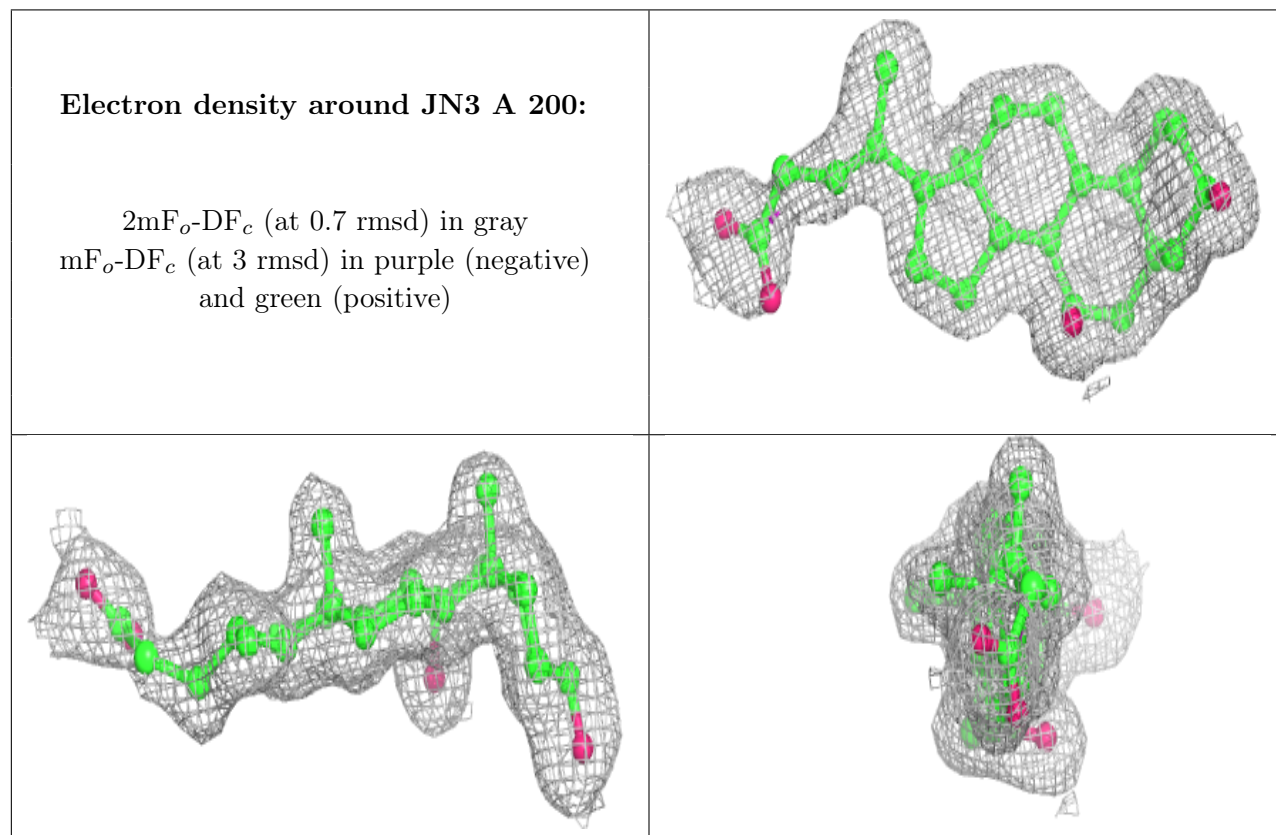 Electron density around JN3 A 200:
2mFo-DFc (at 0.7 rmsd) in gray
mFo-DFc (at 3 rmsd) in purple (negative)
and green (positive)